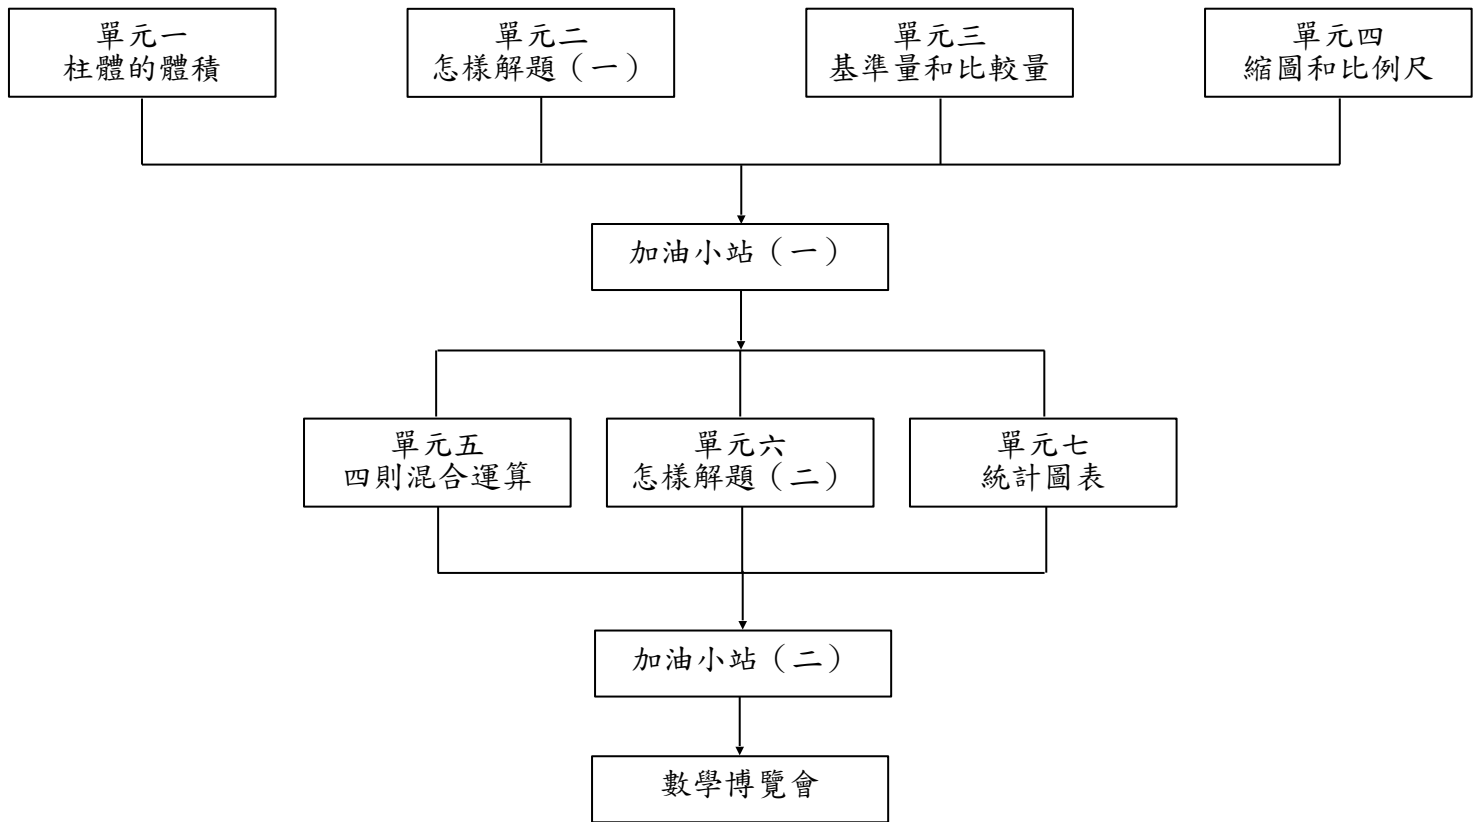 單元一
柱體的體積
單元二
怎樣解題（一）
單元三
基準量和比較量
單元四
縮圖和比例尺
加油小站（一）
單元五
四則混合運算
單元六
怎樣解題（二）
單元七
統計圖表
加油小站（二）
數學博覽會